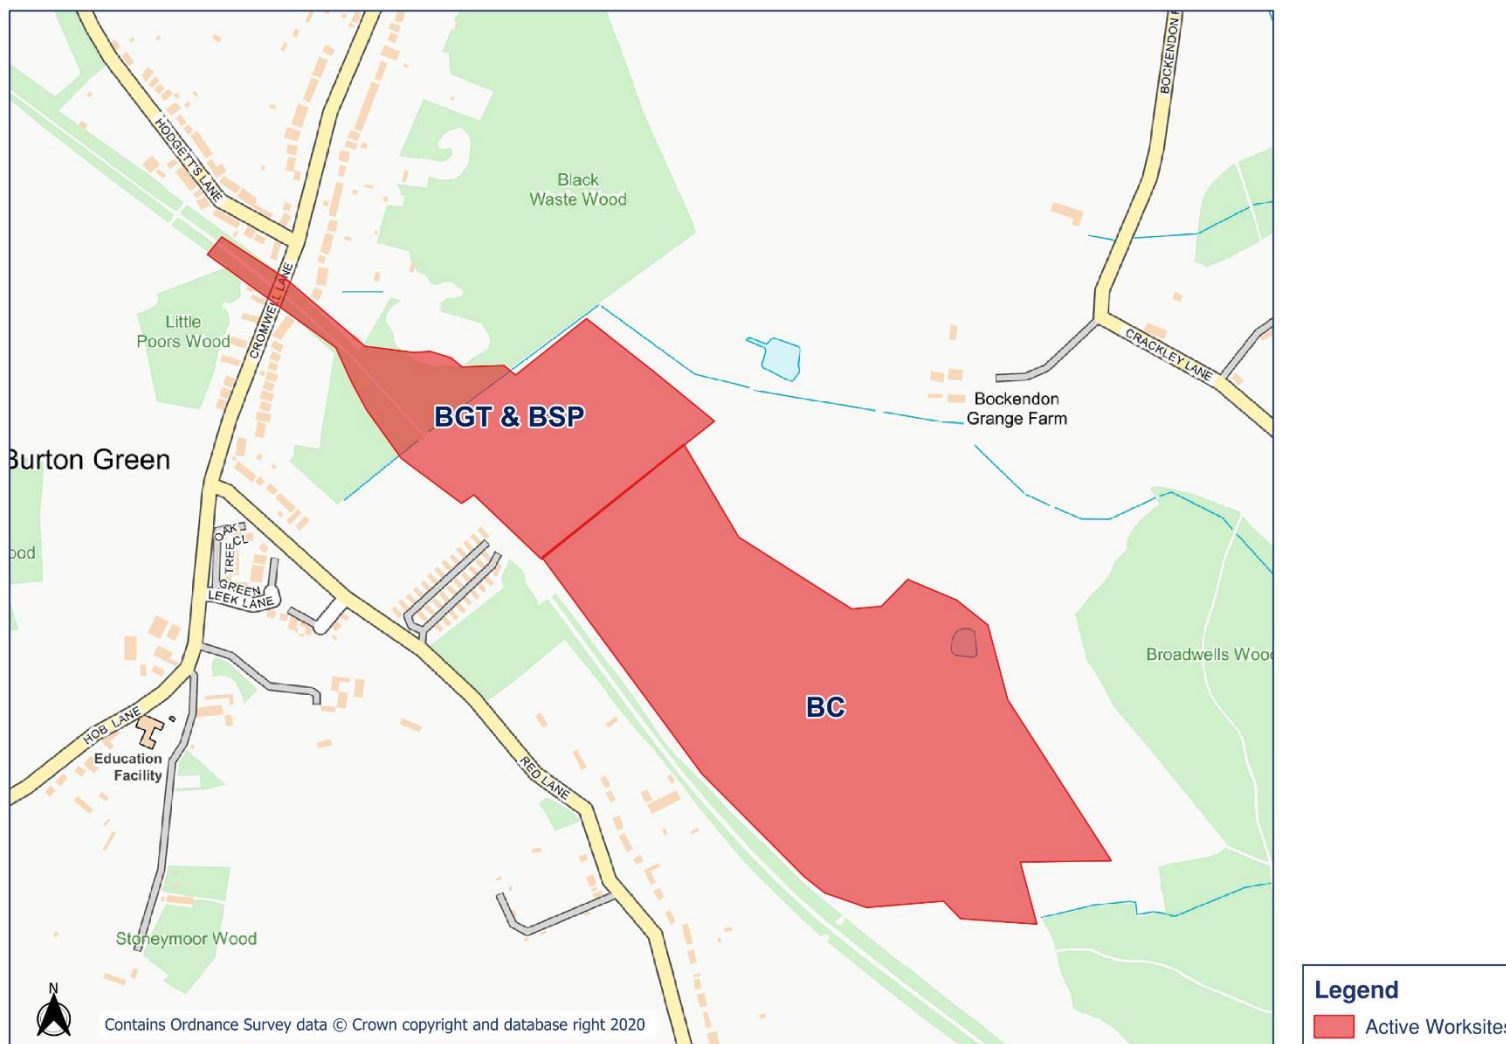 BOCKENDON R
HODGETT'S LANE
Black
Waste Wood
CROMWELL LANE
Little
Poors Wood
CRACKLEY LANE
Bockendon
Grange Farm
BGT & BSP
Burton Green
OAK
TREE
CL
GREEN
LEEK LANE
ood
Broadwells Wood
BC
HOB LANE
Education
Facility
RED LANE
Stoneymoor Wood
N
Contains Ordnance Survey data © Crown copyright and database right 2020
Legend
Active Worksites